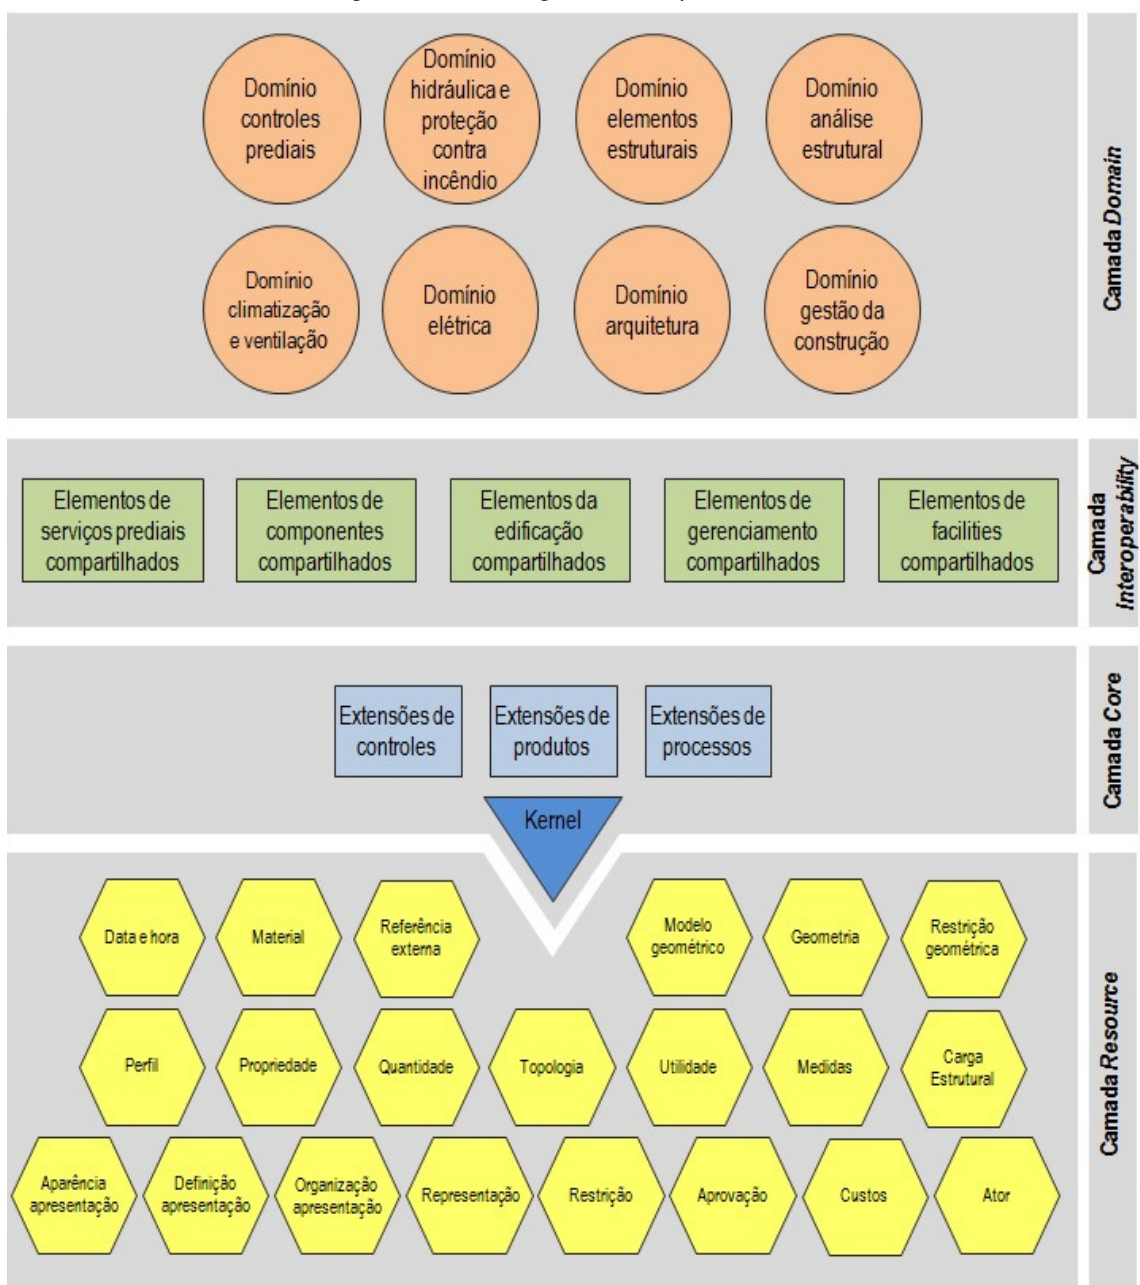 Domínio
controles
prediais
Domínio
hidráulica e
proteção
contra
incêndio
Domínio
elementos
estruturais
Domínio
análise
estrutural
Domínio
climatização
e ventilação
Domínio
elétrica
Domínio
arquitetura
Domínio
gestão da
construção
Camada Domain
Elementos de
serviços prediais
compartilhados
Elementos de
componentes
compartilhados
Elementos da
edificação
compartilhados
Elementos de
gerenciamento
compartilhados
Elementos de
facilities
compartilhados
Camada
Interoperability
Extensões de
controles
Extensões de
produtos
Extensões de
processos
Kernel
Camada Core
Data e hora
Material
Referência
externa
Modelo
geométrico
Geometria
Restrição
geométrica
Perfil
Propriedade
Quantidade
Topologia
Utilidade
Medidas
Carga
Estrutural
Aparência
apresentação
Definição
apresentação
Organização
apresentação
Representação
Restrição
Aprovação
Custos
Ator
Camada Resource